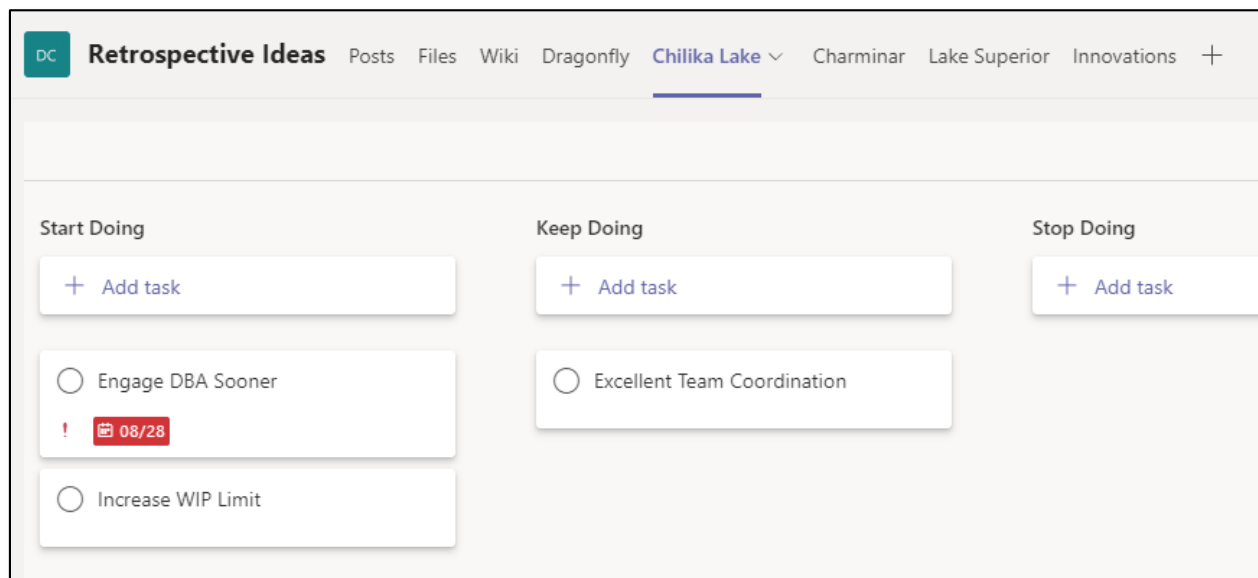 DC Retrospective Ideas Posts Files Wiki Dragonfly Chilika Lake Charminar Lake Superior Innovations
Start Doing Keep Doing Stop Doing
Add task Add task Add task
Engage DBA Sooner Excellent Team Coordination
! 08/28
Increase WIP Limit